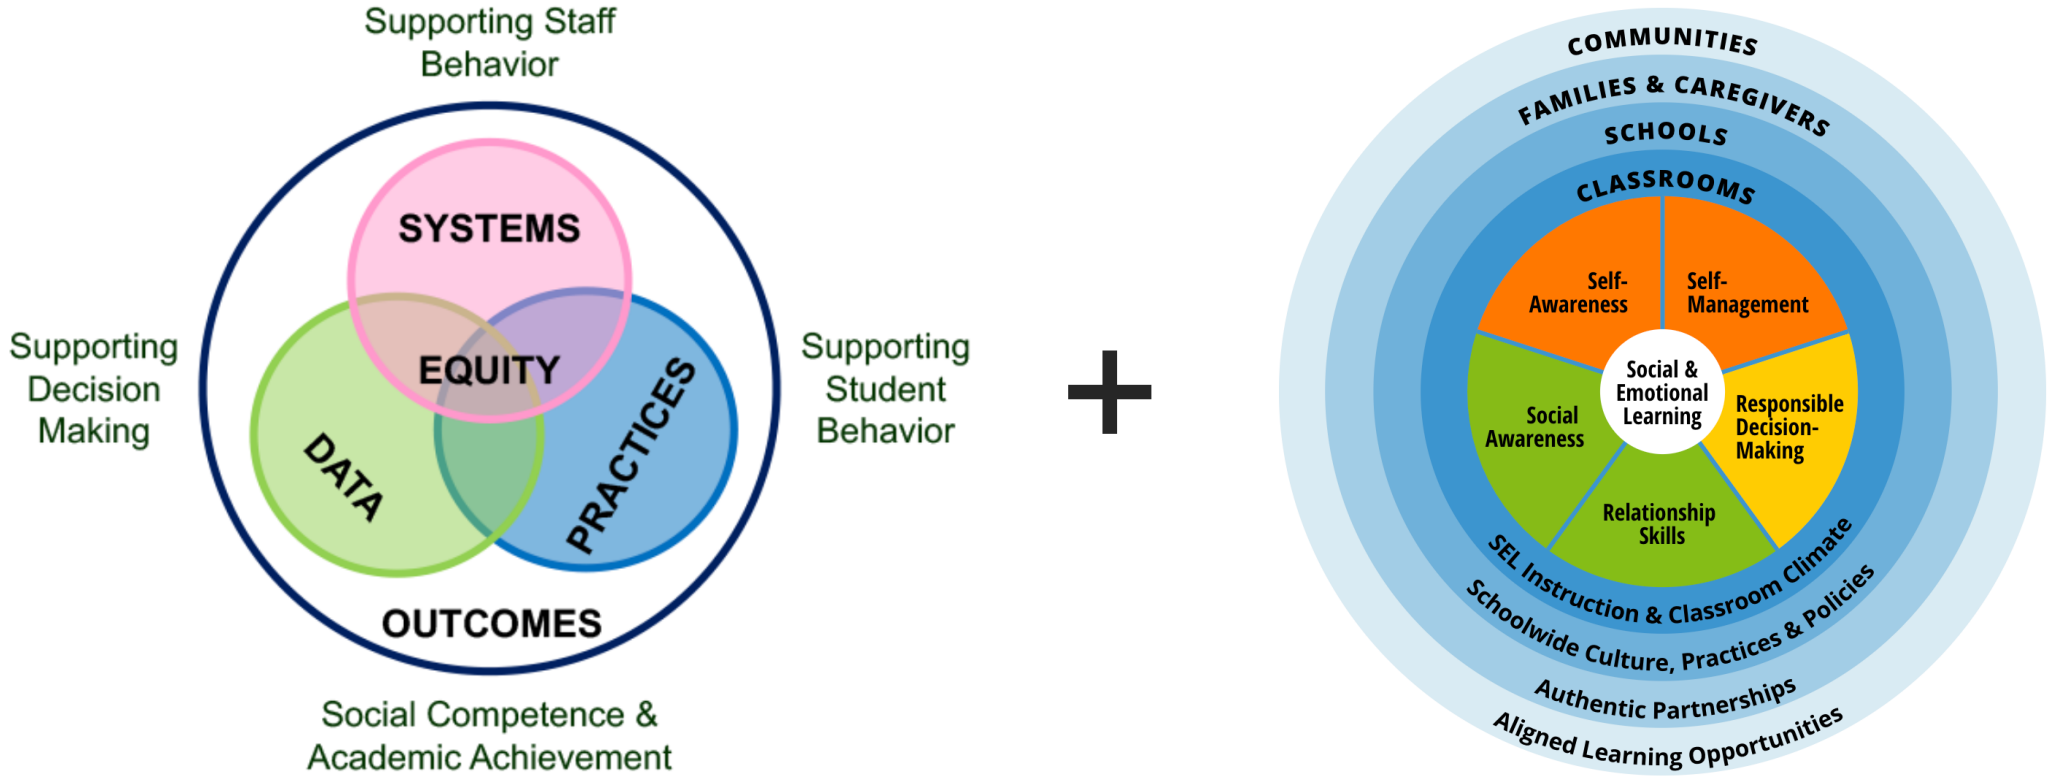 Supporting Staff
Behavior
SYSTEMS
EQUITY
DATA
PRACTICES
OUTCOMES
Supporting
Decision
Making
Supporting
Student
Behavior
Social Competence &
Academic Achievement
+
COMMUNITIES
FAMILIES & CAREGIVERS
SCHOOLS
CLASSROOMS
Self-
Awareness
Self-
Management
Social &
Emotional
Learning
Social
Awareness
Responsible
Decision-
Making
Relationship
Skills
SEL Instruction & Classroom Climate
Schoolwide Culture, Practices & Policies
Authentic Partnerships
Aligned Learning Opportunities